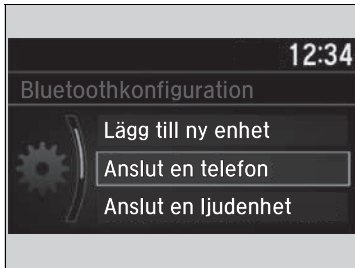 12:34
Bluetoothkonfiguration
Lägg till ny enhet
Anslut en telefon
Anslut en ljudenhet